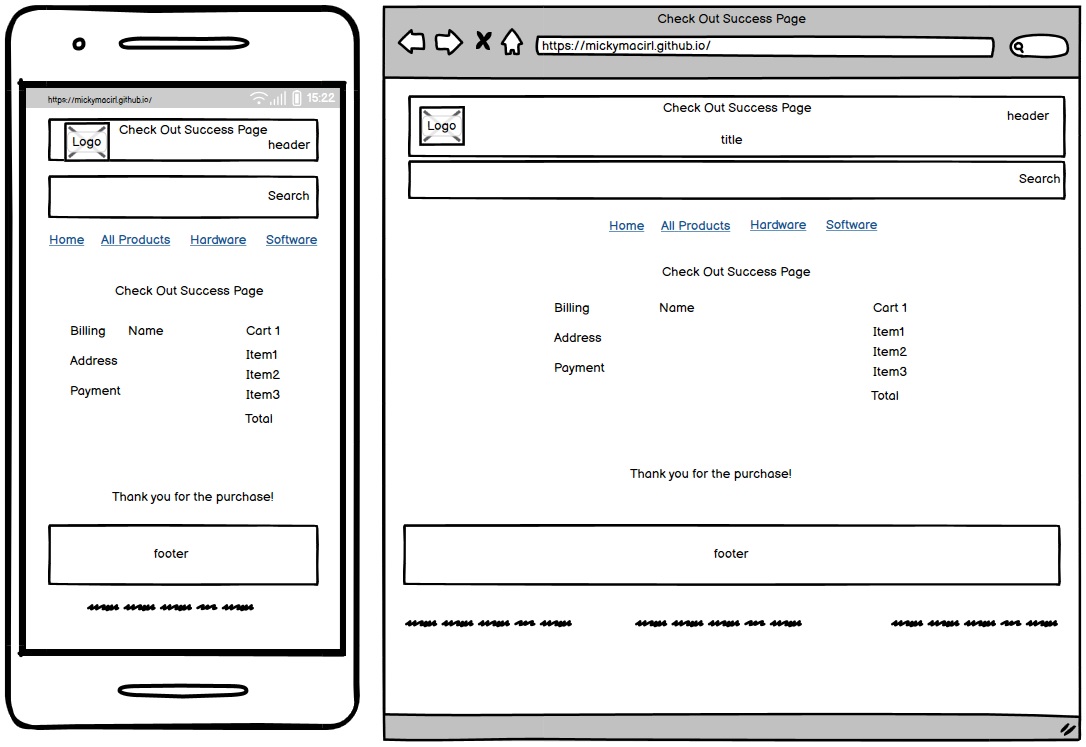 https://mickymacirl.github.io/ 15:22
Logo Check Out Success Page
header
Search
Home All Products Hardware Software
Check Out Success Page
Billing Name Cart 1
Address Item1
Item2
Payment Item3
Total
Thank you for the purchase!
footer
Check Out Success Page
https://mickymacirl.github.io/
Logo Check Out Success Page header
title
Search
Home All Products Hardware Software
Check Out Success Page
Billing Name Cart 1
Address Item1
Item2
Payment Item3
Total
Thank you for the purchase!
footer